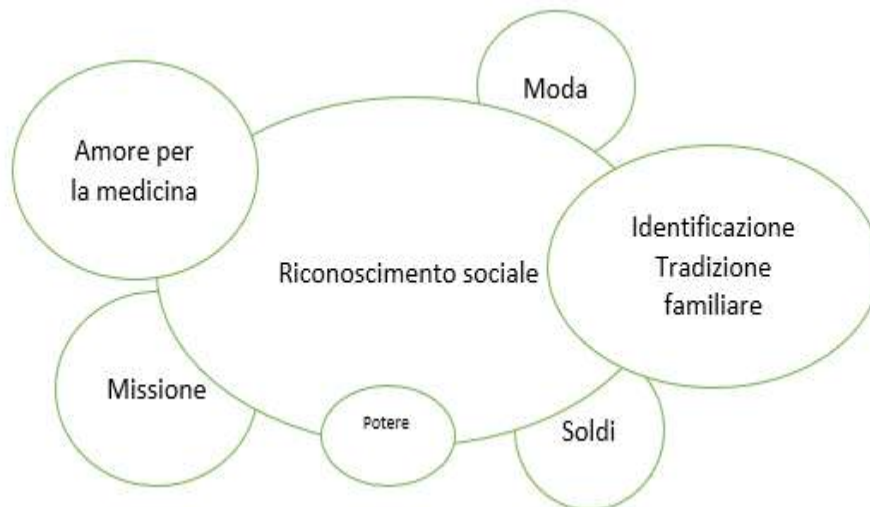 Moda
Amore per
la medicina
Identificazione
Tradizione
familiare
Riconoscimento sociale
Missione
Potere
Soldi